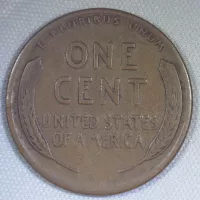 E PLURIBUS UNUM
ONE
CENT
UNITED STATES
OF AMERICA